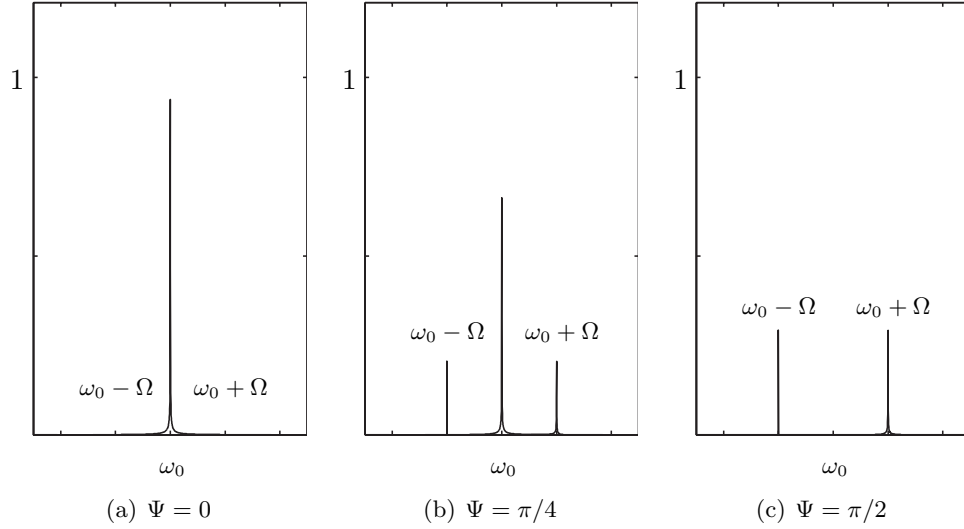 1
1
1
ω₀ − Ω
ω₀ + Ω
ω₀ − Ω
ω₀ + Ω
ω₀ − Ω
ω₀ + Ω
ω₀
ω₀
ω₀
(a) Ψ = 0
(b) Ψ = π/4
(c) Ψ = π/2